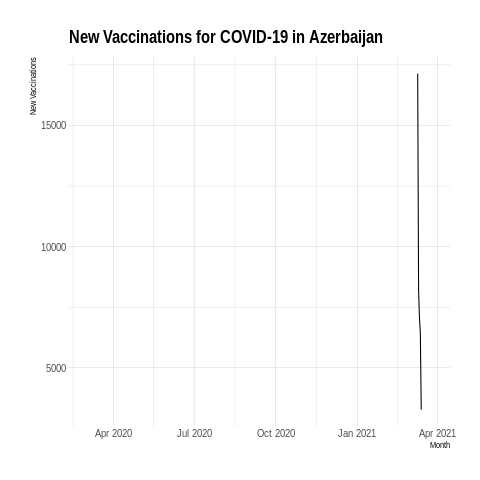 New Vaccinations for COVID-19 in Azerbaijan
New Vaccinations
15000
10000
5000
Apr 2020 Jul 2020 Oct 2020 Jan 2021 Apr 2021
Month